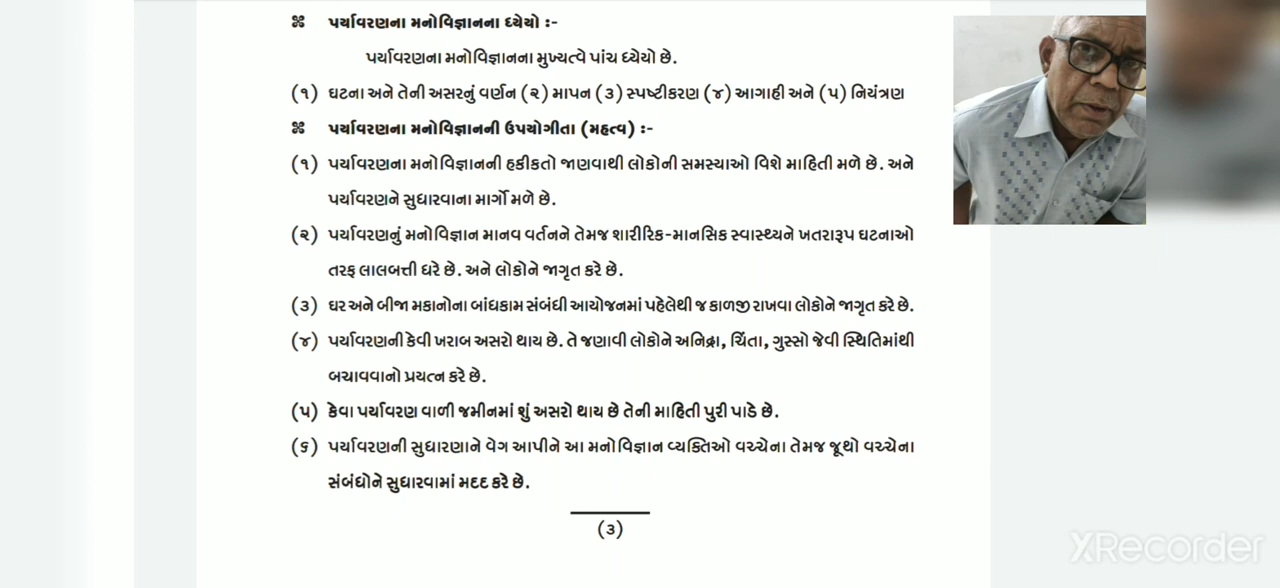 ⌘ પર્યાવરણના મનોવિજ્ઞાનના ધ્યેયો :-
પર્યાવરણના મનોવિજ્ઞાનના મુખ્યત્વે પાંચ ધ્યેયો છે.
(૧) ઘટના અને તેની અસરનું વર્ણન (૨) માપન (૩) સ્પષ્ટીકરણ (૪) આગાહી અને (૫) નિયંત્રણ
⌘ પર્યાવરણના મનોવિજ્ઞાનની ઉપયોગીતા (મહત્વ) :-
(૧) પર્યાવરણના મનોવિજ્ઞાનની હકીકતો જાણવાથી લોકોની સમસ્યાઓ વિશે માહિતી મળે છે. અને
પર્યાવરણને સુધારવાના માર્ગો મળે છે.
(૨) પર્યાવરણનું મનોવિજ્ઞાન માનવ વર્તનને તેમજ શારીરિક-માનસિક સ્વાસ્થ્યને ખતરારૂપ ઘટનાઓ
તરફ લાલબત્તી ધરે છે. અને લોકોને જાગૃત કરે છે.
(૩) ઘર અને બીજા મકાનોના બાંધકામ સંબંધી આયોજનમાં પહેલેથી જ કાળજી રાખવા લોકોને જાગૃત કરે છે.
(૪) પર્યાવરણની કેવી ખરાબ અસરો થાય છે. તે જણાવી લોકોને અનિદ્રા, ચિંતા, ગુસ્સો જેવી સ્થિતિમાંથી
બચાવવાનો પ્રયત્ન કરે છે.
(૫) કેવા પર્યાવરણ વાળી જમીનમાં શું અસરો થાય છે તેની માહિતી પુરી પાડે છે.
(૬) પર્યાવરણની સુધારણાને વેગ આપીને આ મનોવિજ્ઞાન વ્યક્તિઓ વચ્ચેના તેમજ જૂથો વચ્ચેના
સંબંધોને સુધારવામાં મદદ કરે છે.
(૩)
XRecorder